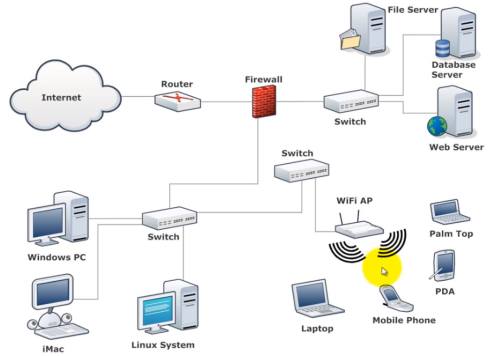 File Server
Router
Firewall
Internet
Database
Server
Switch
Web Server
Switch
WiFi AP
Palm Top
Switch
Windows PC
PDA
Laptop
Mobile Phone
iMac
Linux System